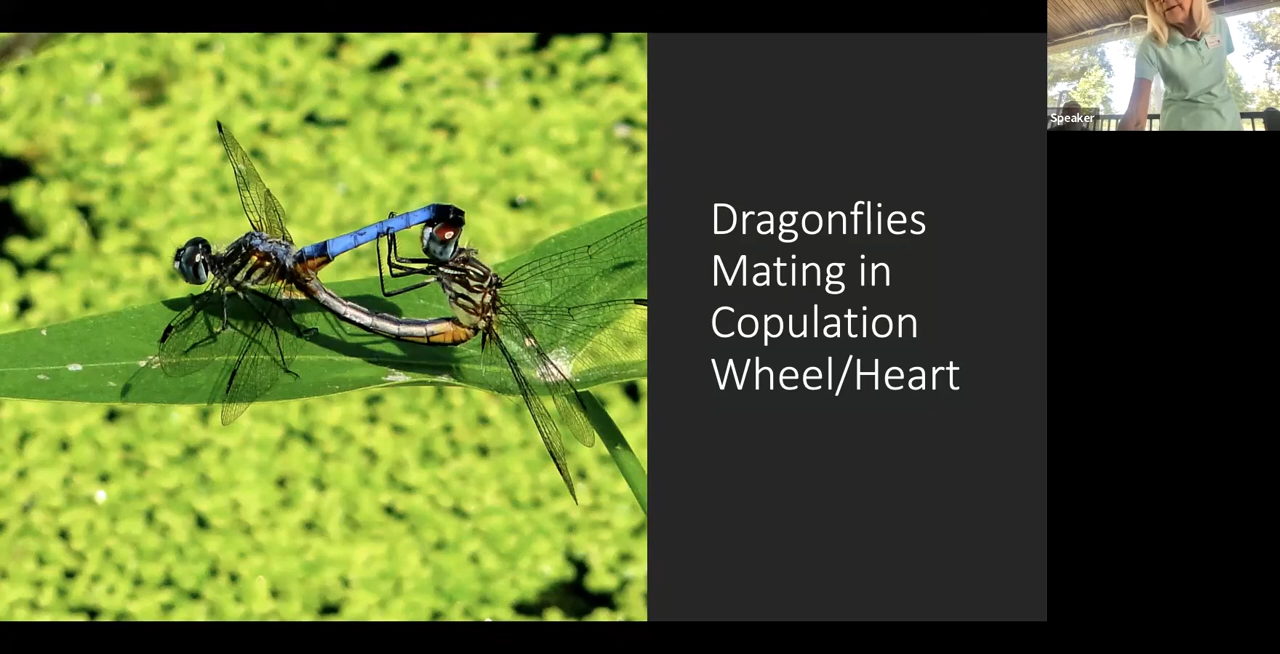 Dragonflies
Mating in
Copulation
Wheel/Heart
Speaker